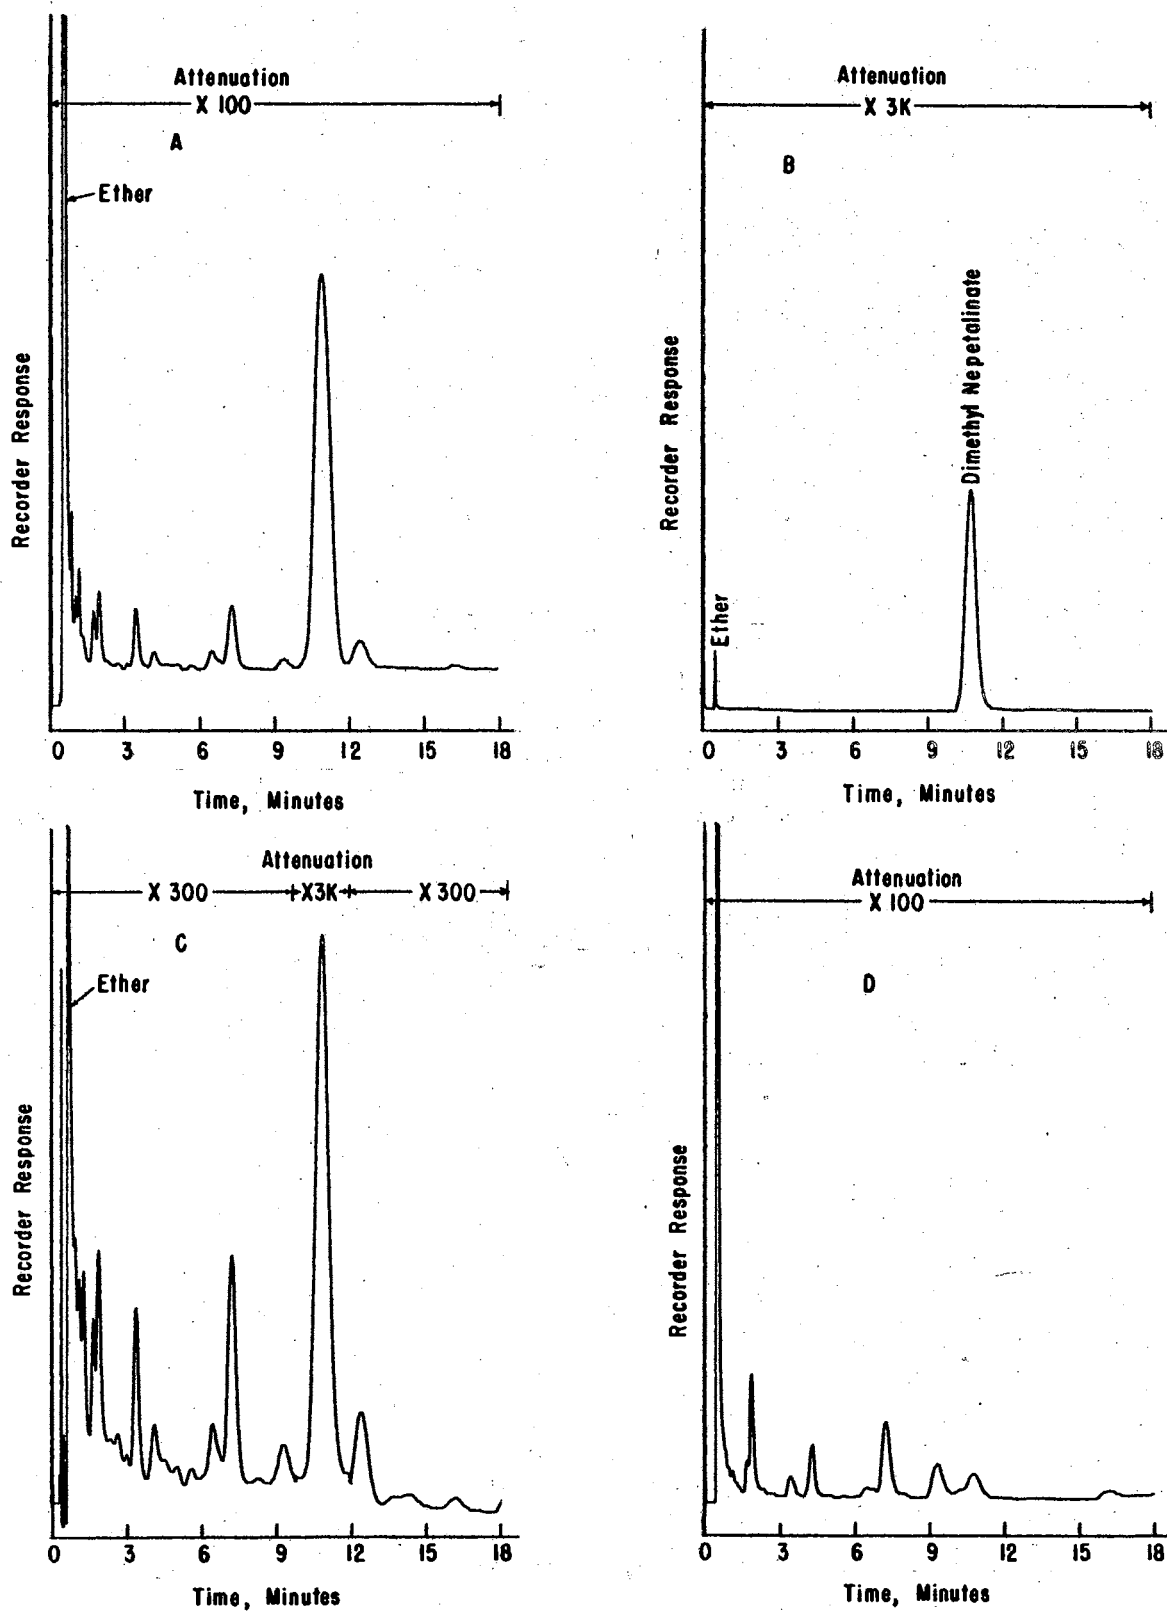 Attenuation
X 100
A
Ether
Recorder Response
0 3 6 9 12 15 18
Time, Minutes
Attenuation
X 3K
B
Dimethyl Nepetalinate
Ether
Recorder Response
0 3 6 9 12 15 18
Time, Minutes
Attenuation
X 300 X3K X 300
C
Ether
Recorder Response
0 3 6 9 12 15 18
Time, Minutes
Attenuation
X 100
D
Recorder Response
0 3 6 9 12 15 18
Time, Minutes